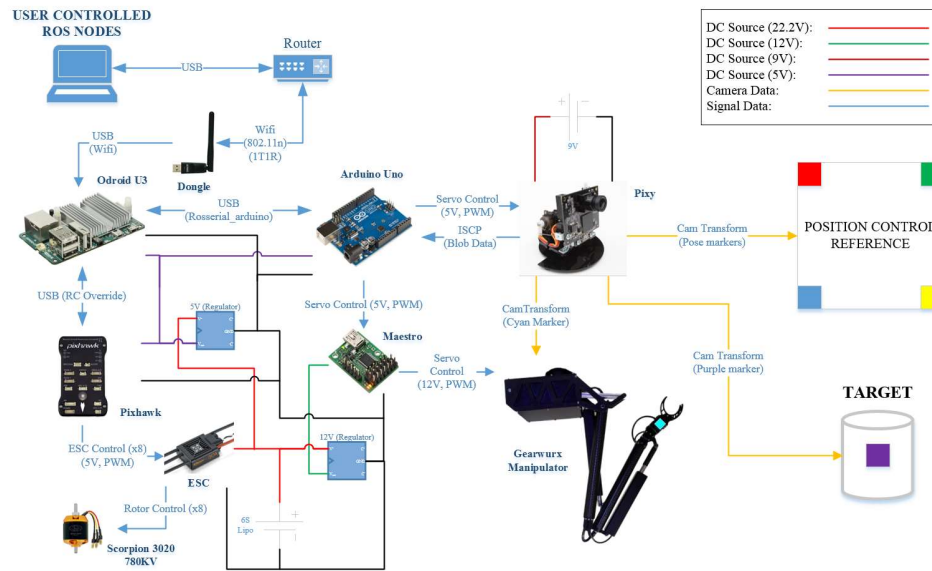 USER CONTROLLED
ROS NODES
Router
USB
DC Source (22.2V):
DC Source (12V):
DC Source (9V):
DC Source (5V):
Camera Data:
Signal Data:
Wifi
(802.11n)
(1T1R)
USB
(Wifi)
Dongle
9V
Odroid U3
Arduino Uno
Pixy
USB
(Rosserial_arduino)
Servo Control
(5V, PWM)
ISCP
(Blob Data)
Cam Transform
(Pose markers)
POSITION CONTROL
REFERENCE
USB (RC Override)
5V (Regulator)
Servo Control (5V, PWM)
CamTransform
(Cyan Marker)
Maestro
pixhawk
Servo
Control
(12V, PWM)
Cam Transform
(Purple marker)
Pixhawk
TARGET
ESC Control (x8)
(5V, PWM)
12V (Regulator)
ESC
Gearwurx
Manipulator
Rotor Control (x8)
6S
Lipo
Scorpion 3020
780KV